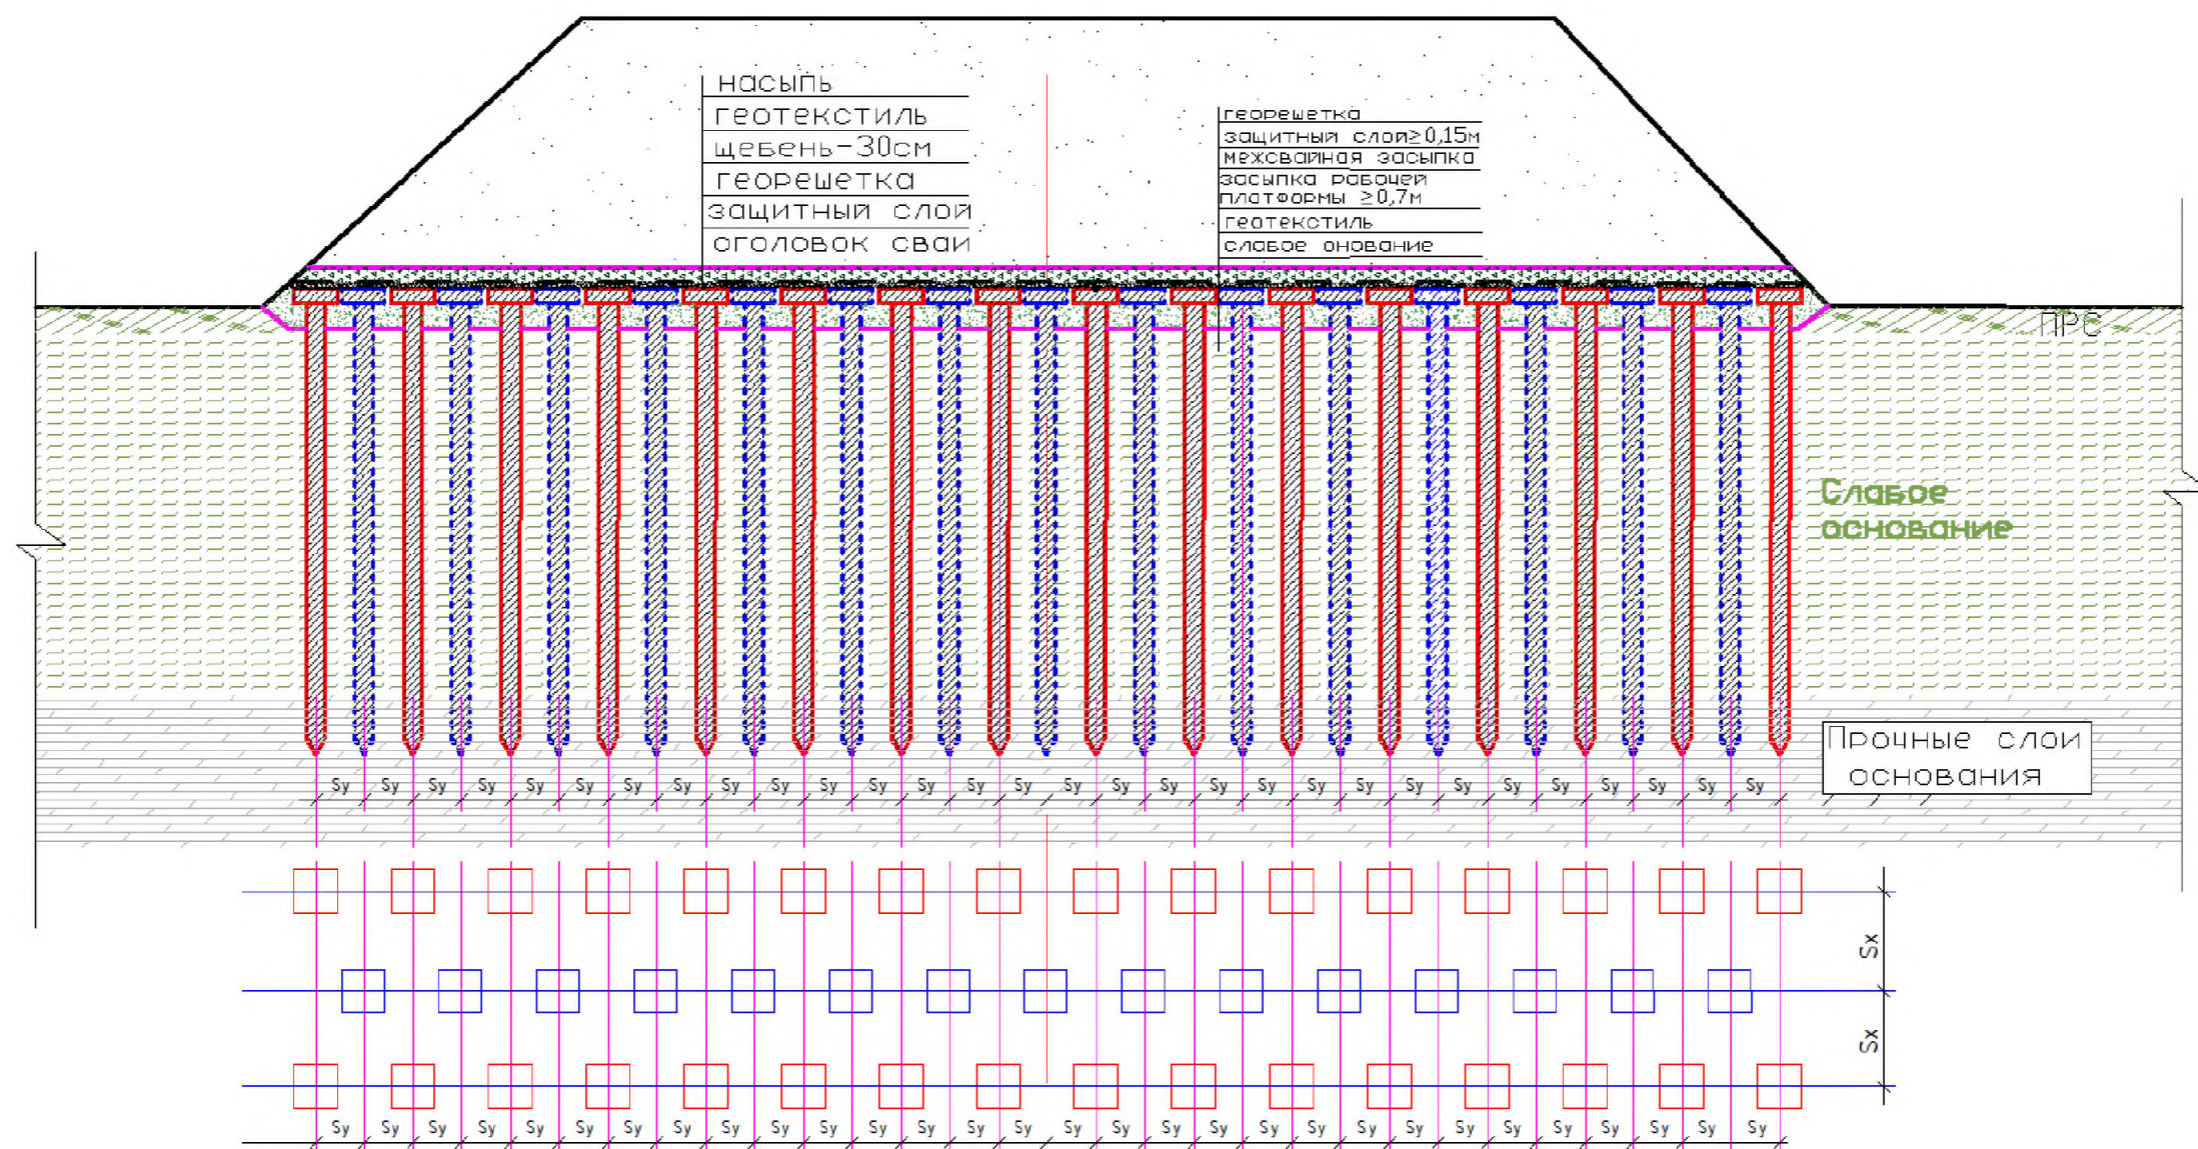 насыпь
геотекстиль
щебень-30см
георешетка
защитный слой
оголовок сваи
георешетка
защитный слой≥0,15м
межсвайная засыпка
засыпка рабочей
платформы ≥0,7м
геотекстиль
слабое онование
ПРС
Слабое
основание
Прочные слои
основания
Sy Sy Sy Sy Sy Sy Sy Sy Sy Sy Sy Sy Sy Sy Sy Sy Sy Sy Sy Sy Sy Sy Sy Sy Sy Sy Sy Sy Sy Sy
Sx
Sx
Sy Sy Sy Sy Sy Sy Sy Sy Sy Sy Sy Sy Sy Sy Sy Sy Sy Sy Sy Sy Sy Sy Sy Sy Sy Sy Sy Sy Sy Sy